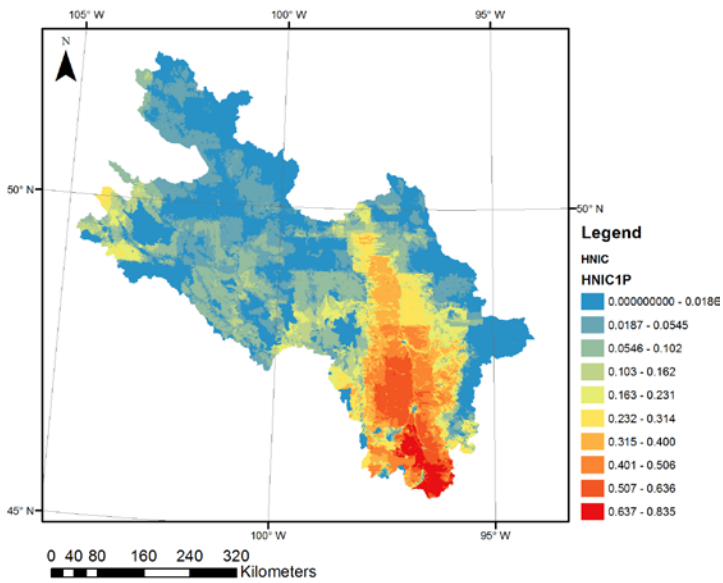 105° W 100° W 95° W
N
50° N
50° N
45° N
100° W 95° W
0 40 80 160 240 320
Kilometers
Legend
HNIC
HNIC1P
0.000000000 - 0.0186
0.0187 - 0.0545
0.0546 - 0.102
0.103 - 0.162
0.163 - 0.231
0.232 - 0.314
0.315 - 0.400
0.401 - 0.506
0.507 - 0.636
0.637 - 0.835